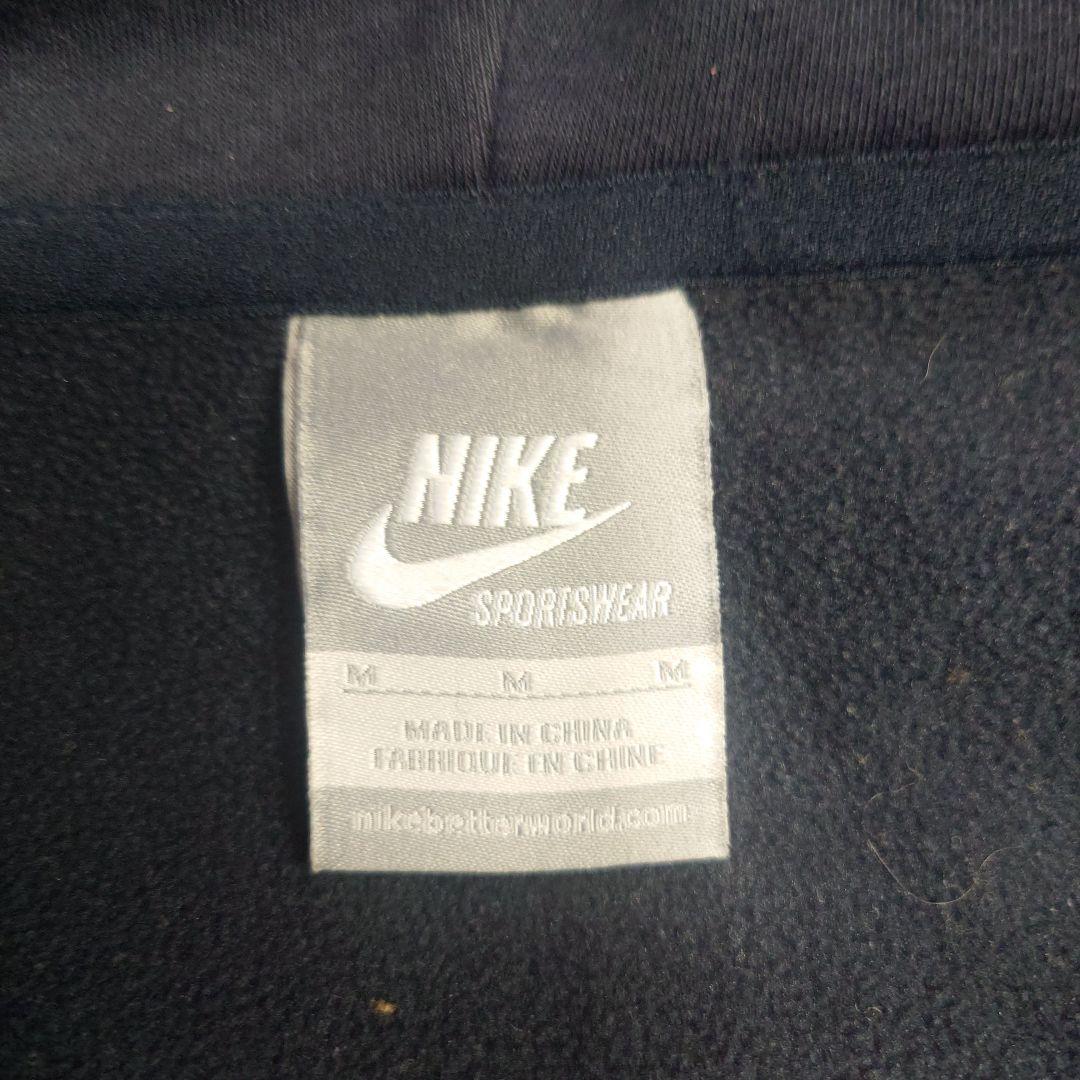 NIKE
SPORTSWEAR
M M M
MADE IN CHINA
FABRIQUE EN CHINE
nikebetterworld.com